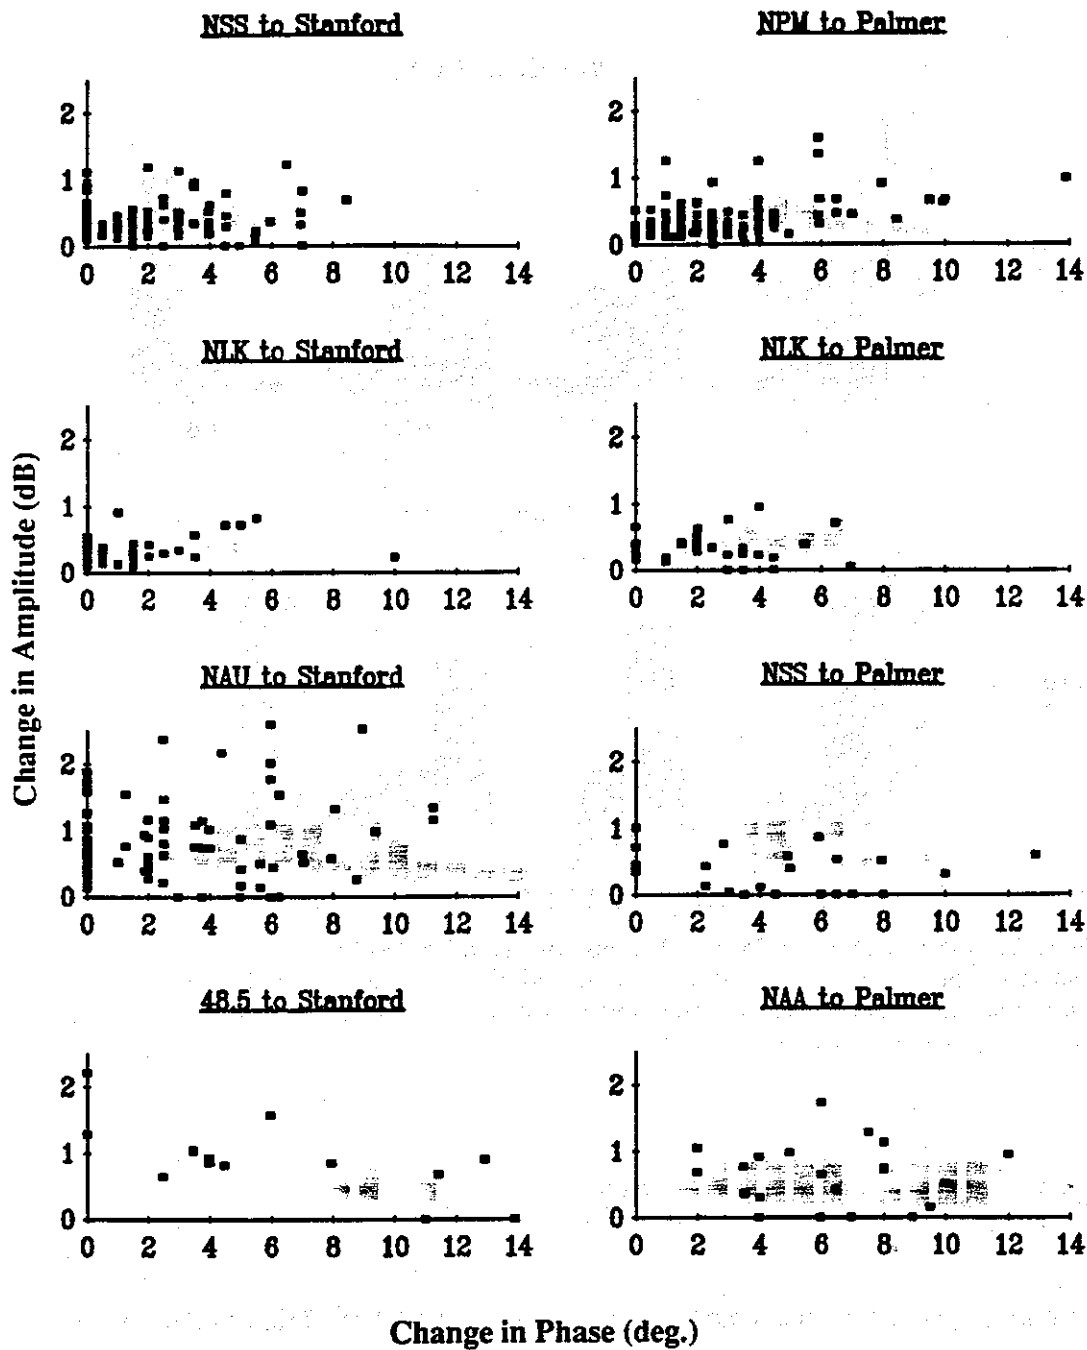 NSS to Stanford
NPM to Palmer
2
1
0
0 2 4 6 8 10 12 14
2
1
0
0 2 4 6 8 10 12 14
NLK to Stanford
NLK to Palmer
2
1
0
0 2 4 6 8 10 12 14
2
1
0
0 2 4 6 8 10 12 14
Change in Amplitude (dB)
NAU to Stanford
NSS to Palmer
2
1
0
0 2 4 6 8 10 12 14
2
1
0
0 2 4 6 8 10 12 14
48.5 to Stanford
NAA to Palmer
2
1
0
0 2 4 6 8 10 12 14
2
1
0
0 2 4 6 8 10 12 14
Change in Phase (deg.)